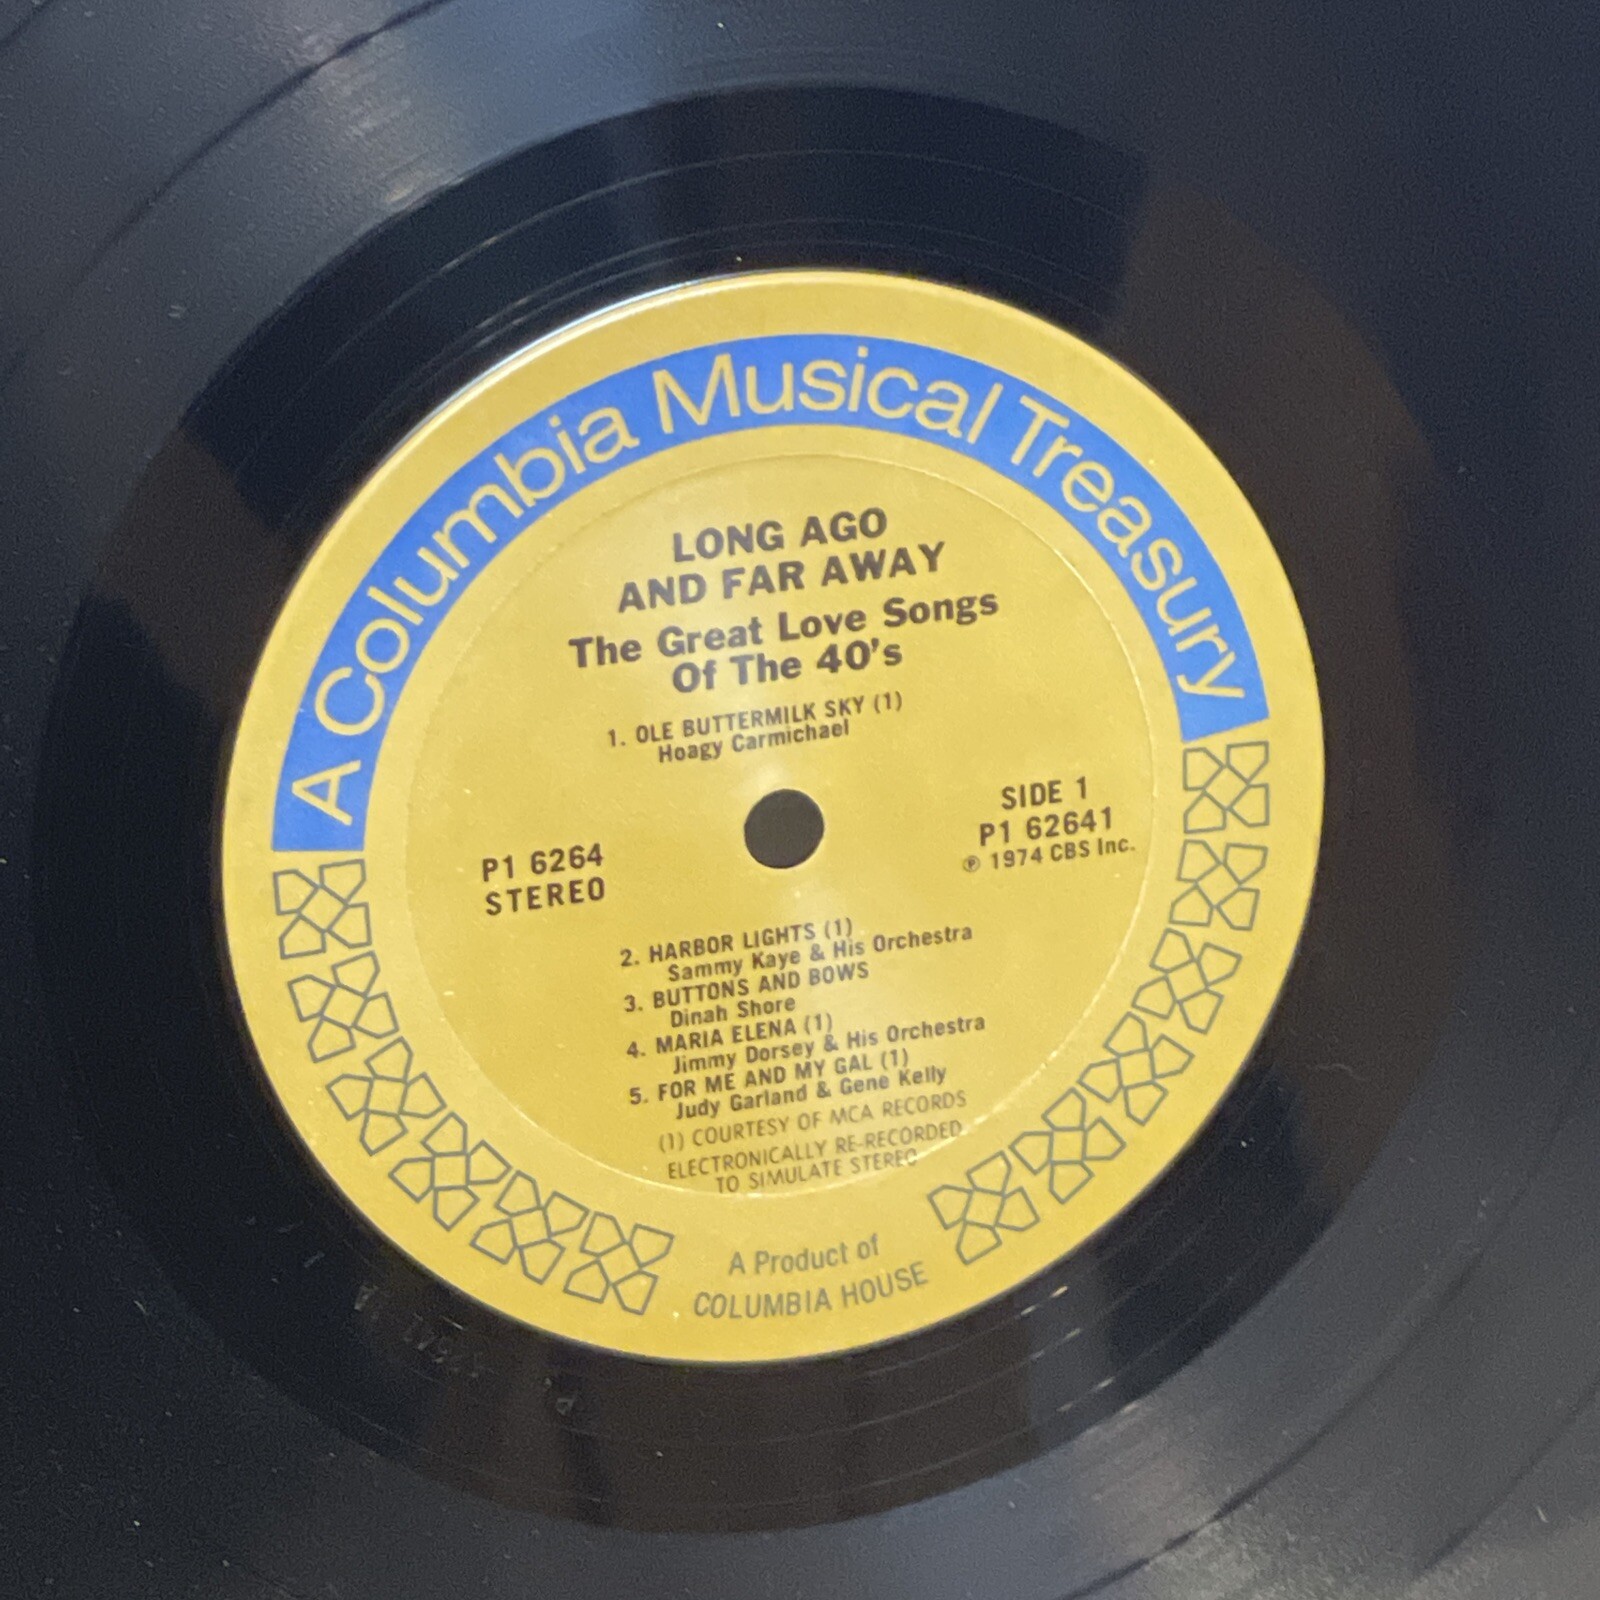 A Columbia Musical Treasury
LONG AGO
AND FAR AWAY
The Great Love Songs
Of The 40's
1. OLE BUTTERMILK SKY (1)
Hoagy Carmichael
P1 6264
STEREO
SIDE 1
P1 62641
℗ 1974 CBS Inc.
2. HARBOR LIGHTS (1)
Sammy Kaye & His Orchestra
3. BUTTONS AND BOWS
Dinah Shore
4. MARIA ELENA (1)
Jimmy Dorsey & His Orchestra
5. FOR ME AND MY GAL (1)
Judy Garland & Gene Kelly
(1) COURTESY OF MCA RECORDS
ELECTRONICALLY RE-RECORDED
TO SIMULATE STEREO
A Product of
COLUMBIA HOUSE